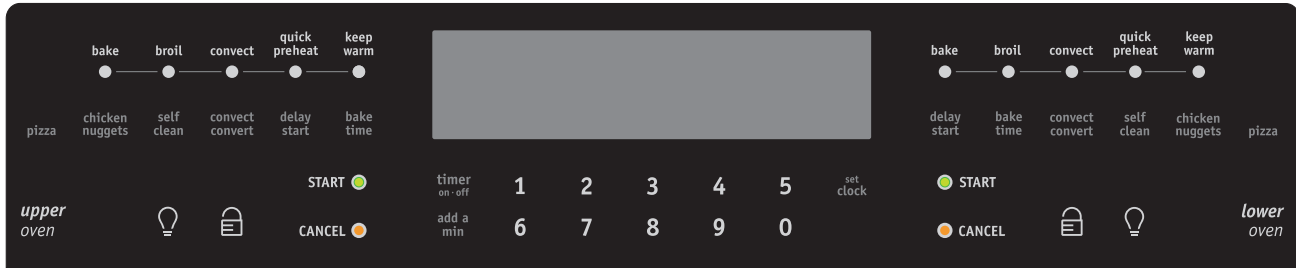 bake broil convect quick preheat keep warm
pizza chicken nuggets self clean convect convert delay start bake time
START
upper oven
CANCEL
timer on·off 1 2 3 4 5 set clock
add a min 6 7 8 9 0
bake broil convect quick preheat keep warm
delay start bake time convect convert self clean chicken nuggets pizza
START
CANCEL
lower oven